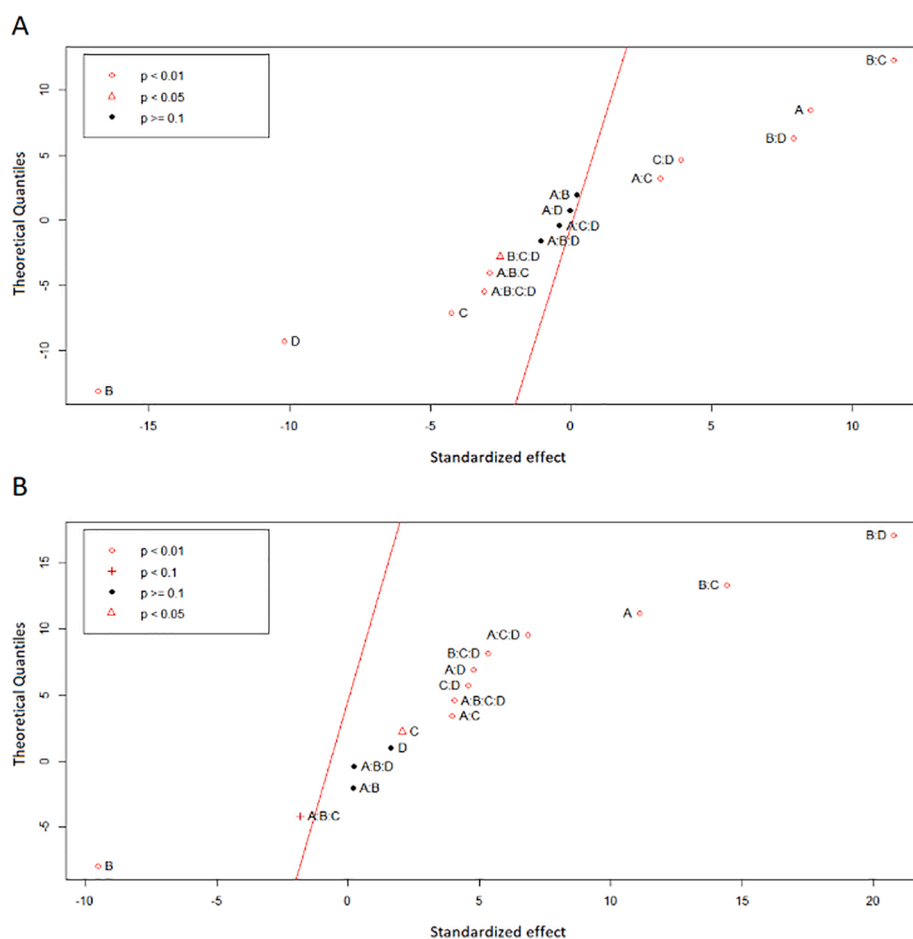 A
p < 0.01
p < 0.05
p >= 0.1
B:C
A
B:D
C:D
A:C
A:B
A:D
A:C:D
A:B:D
B:C:D
A:B:C
A:B:C:D
C
D
B
10
5
0
-5
-10
Theoretical Quantiles
-15 -10 -5 0 5 10
Standardized effect
B
p < 0.01
p < 0.1
p >= 0.1
p < 0.05
B:D
B:C
A
A:C:D
B:C:D
A:D
C:D
A:B:C:D
A:C
C
D
A:B:D
A:B
A:B:C
B
15
10
5
0
-5
Theoretical Quantiles
-10 -5 0 5 10 15 20
Standardized effect